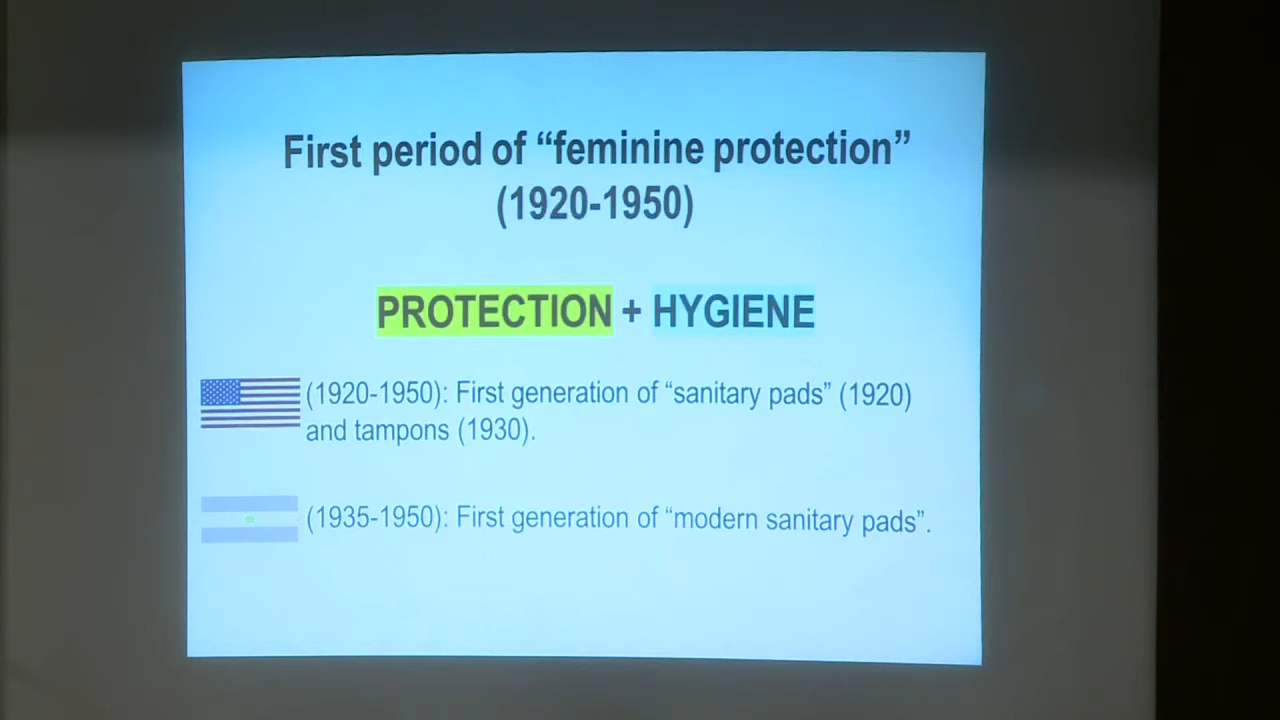 First period of “feminine protection”
(1920-1950)
PROTECTION + HYGIENE
(1920-1950): First generation of “sanitary pads” (1920)
and tampons (1930).
(1935-1950): First generation of “modern sanitary pads”.